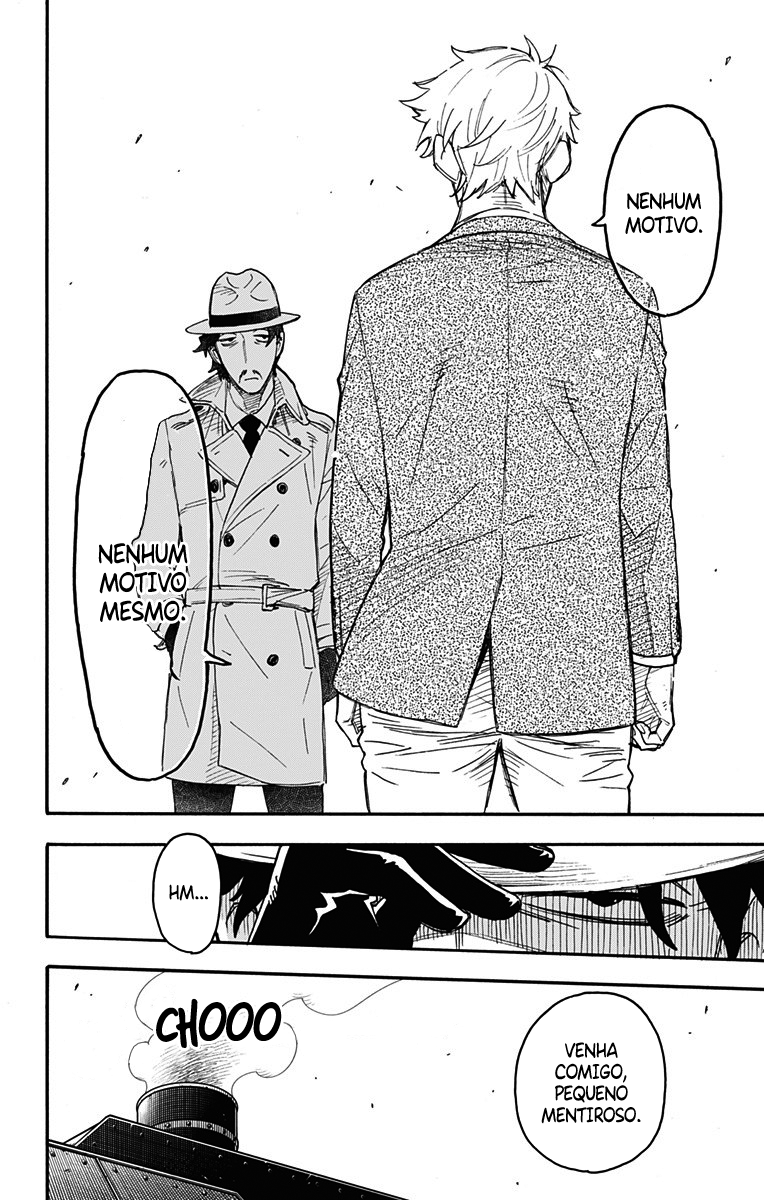 NENHUM
MOTIVO.
NENHUM
MOTIVO
MESMO.
HM...
CHOOO
VENHA
COMIGO,
PEQUENO
MENTIROSO.